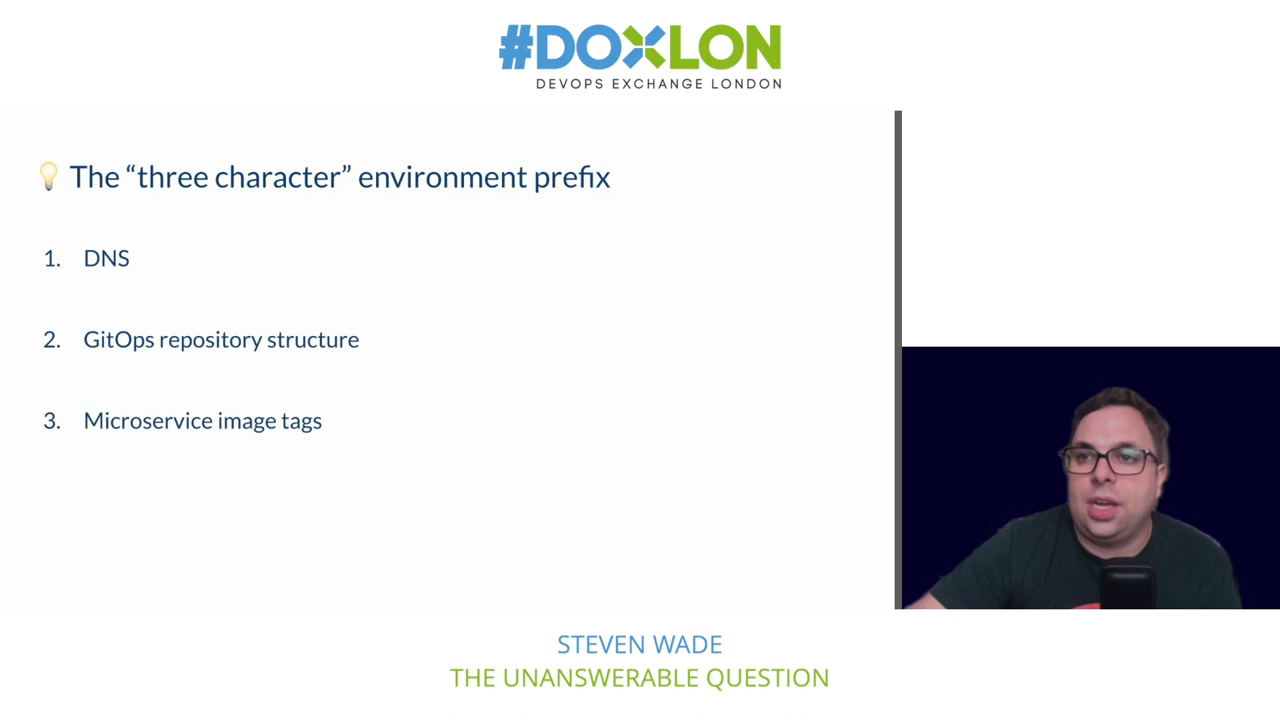 #DOXLON
DEVOPS EXCHANGE LONDON
The “three character” environment prefix
1. DNS
2. GitOps repository structure
3. Microservice image tags
STEVEN WADE
THE UNANSWERABLE QUESTION